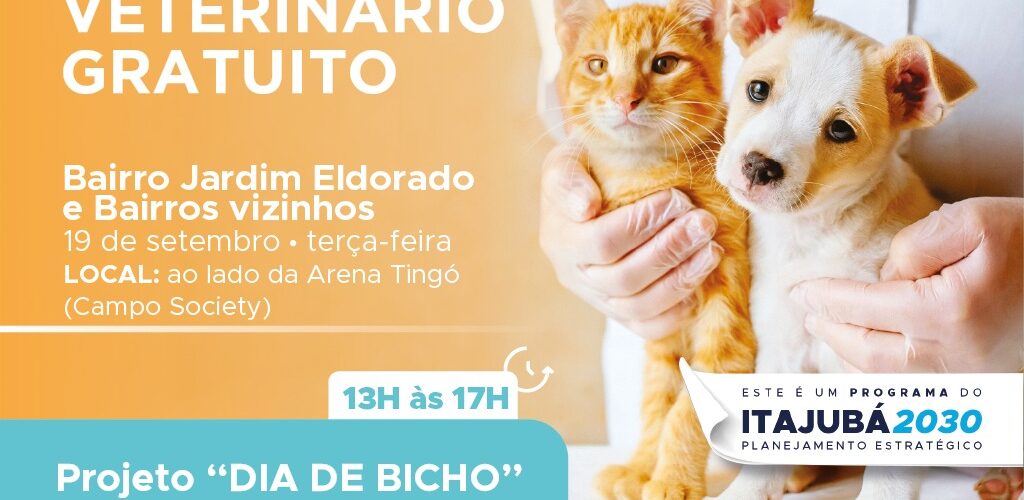 VETERINÁRIO
GRATUITO
Bairro Jardim Eldorado
e Bairros vizinhos
19 de setembro • terça-feira
LOCAL: ao lado da Arena Tingó
(Campo Society)
13H às 17H
Projeto “DIA DE BICHO”
ESTE É UM PROGRAMA DO
ITAJUBÁ2030
PLANEJAMENTO ESTRATÉGICO